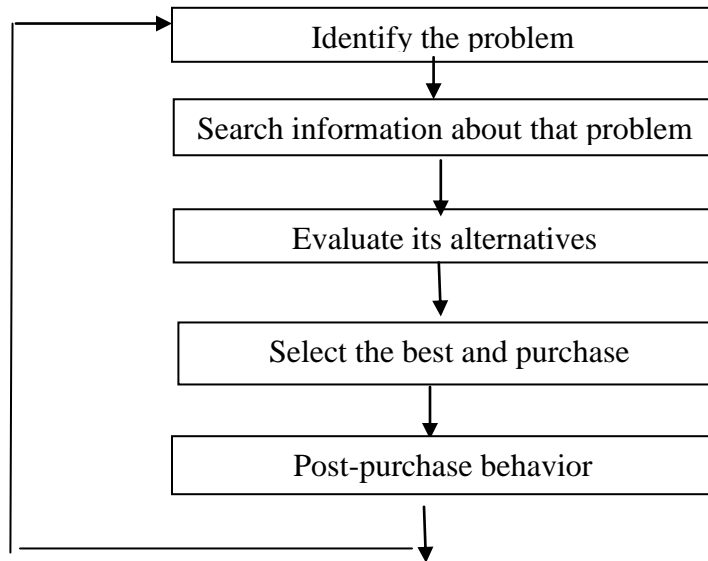 Identify the problem
Search information about that problem
Evaluate its alternatives
Select the best and purchase
Post-purchase behavior